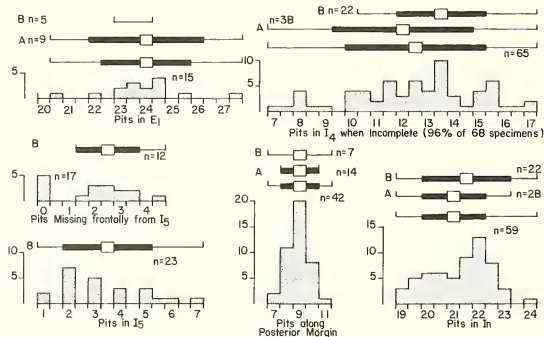 B n=5
A n=9
n=15
5
20 21 22 23 24 25 26 27
Pits in E1
B n=22
A n=3B
n=65
10
5
7 8 9 10 11 12 13 14 15 16 17
Pits in I4 when Incomplete (96% of 68 specimens)
B
n=12
n=17
5
0 1 2 3 4 5
Pits Missing frontally from I5
B
n=23
10
5
1 2 3 4 5 6 7
Pits in I5
B n=7
A n=14
n=42
20
15
10
5
7 9 11
Pits along
Posterior Margin
B n=22
A n=2B
n=59
15
10
5
19 20 21 22 23 24
Pits in In